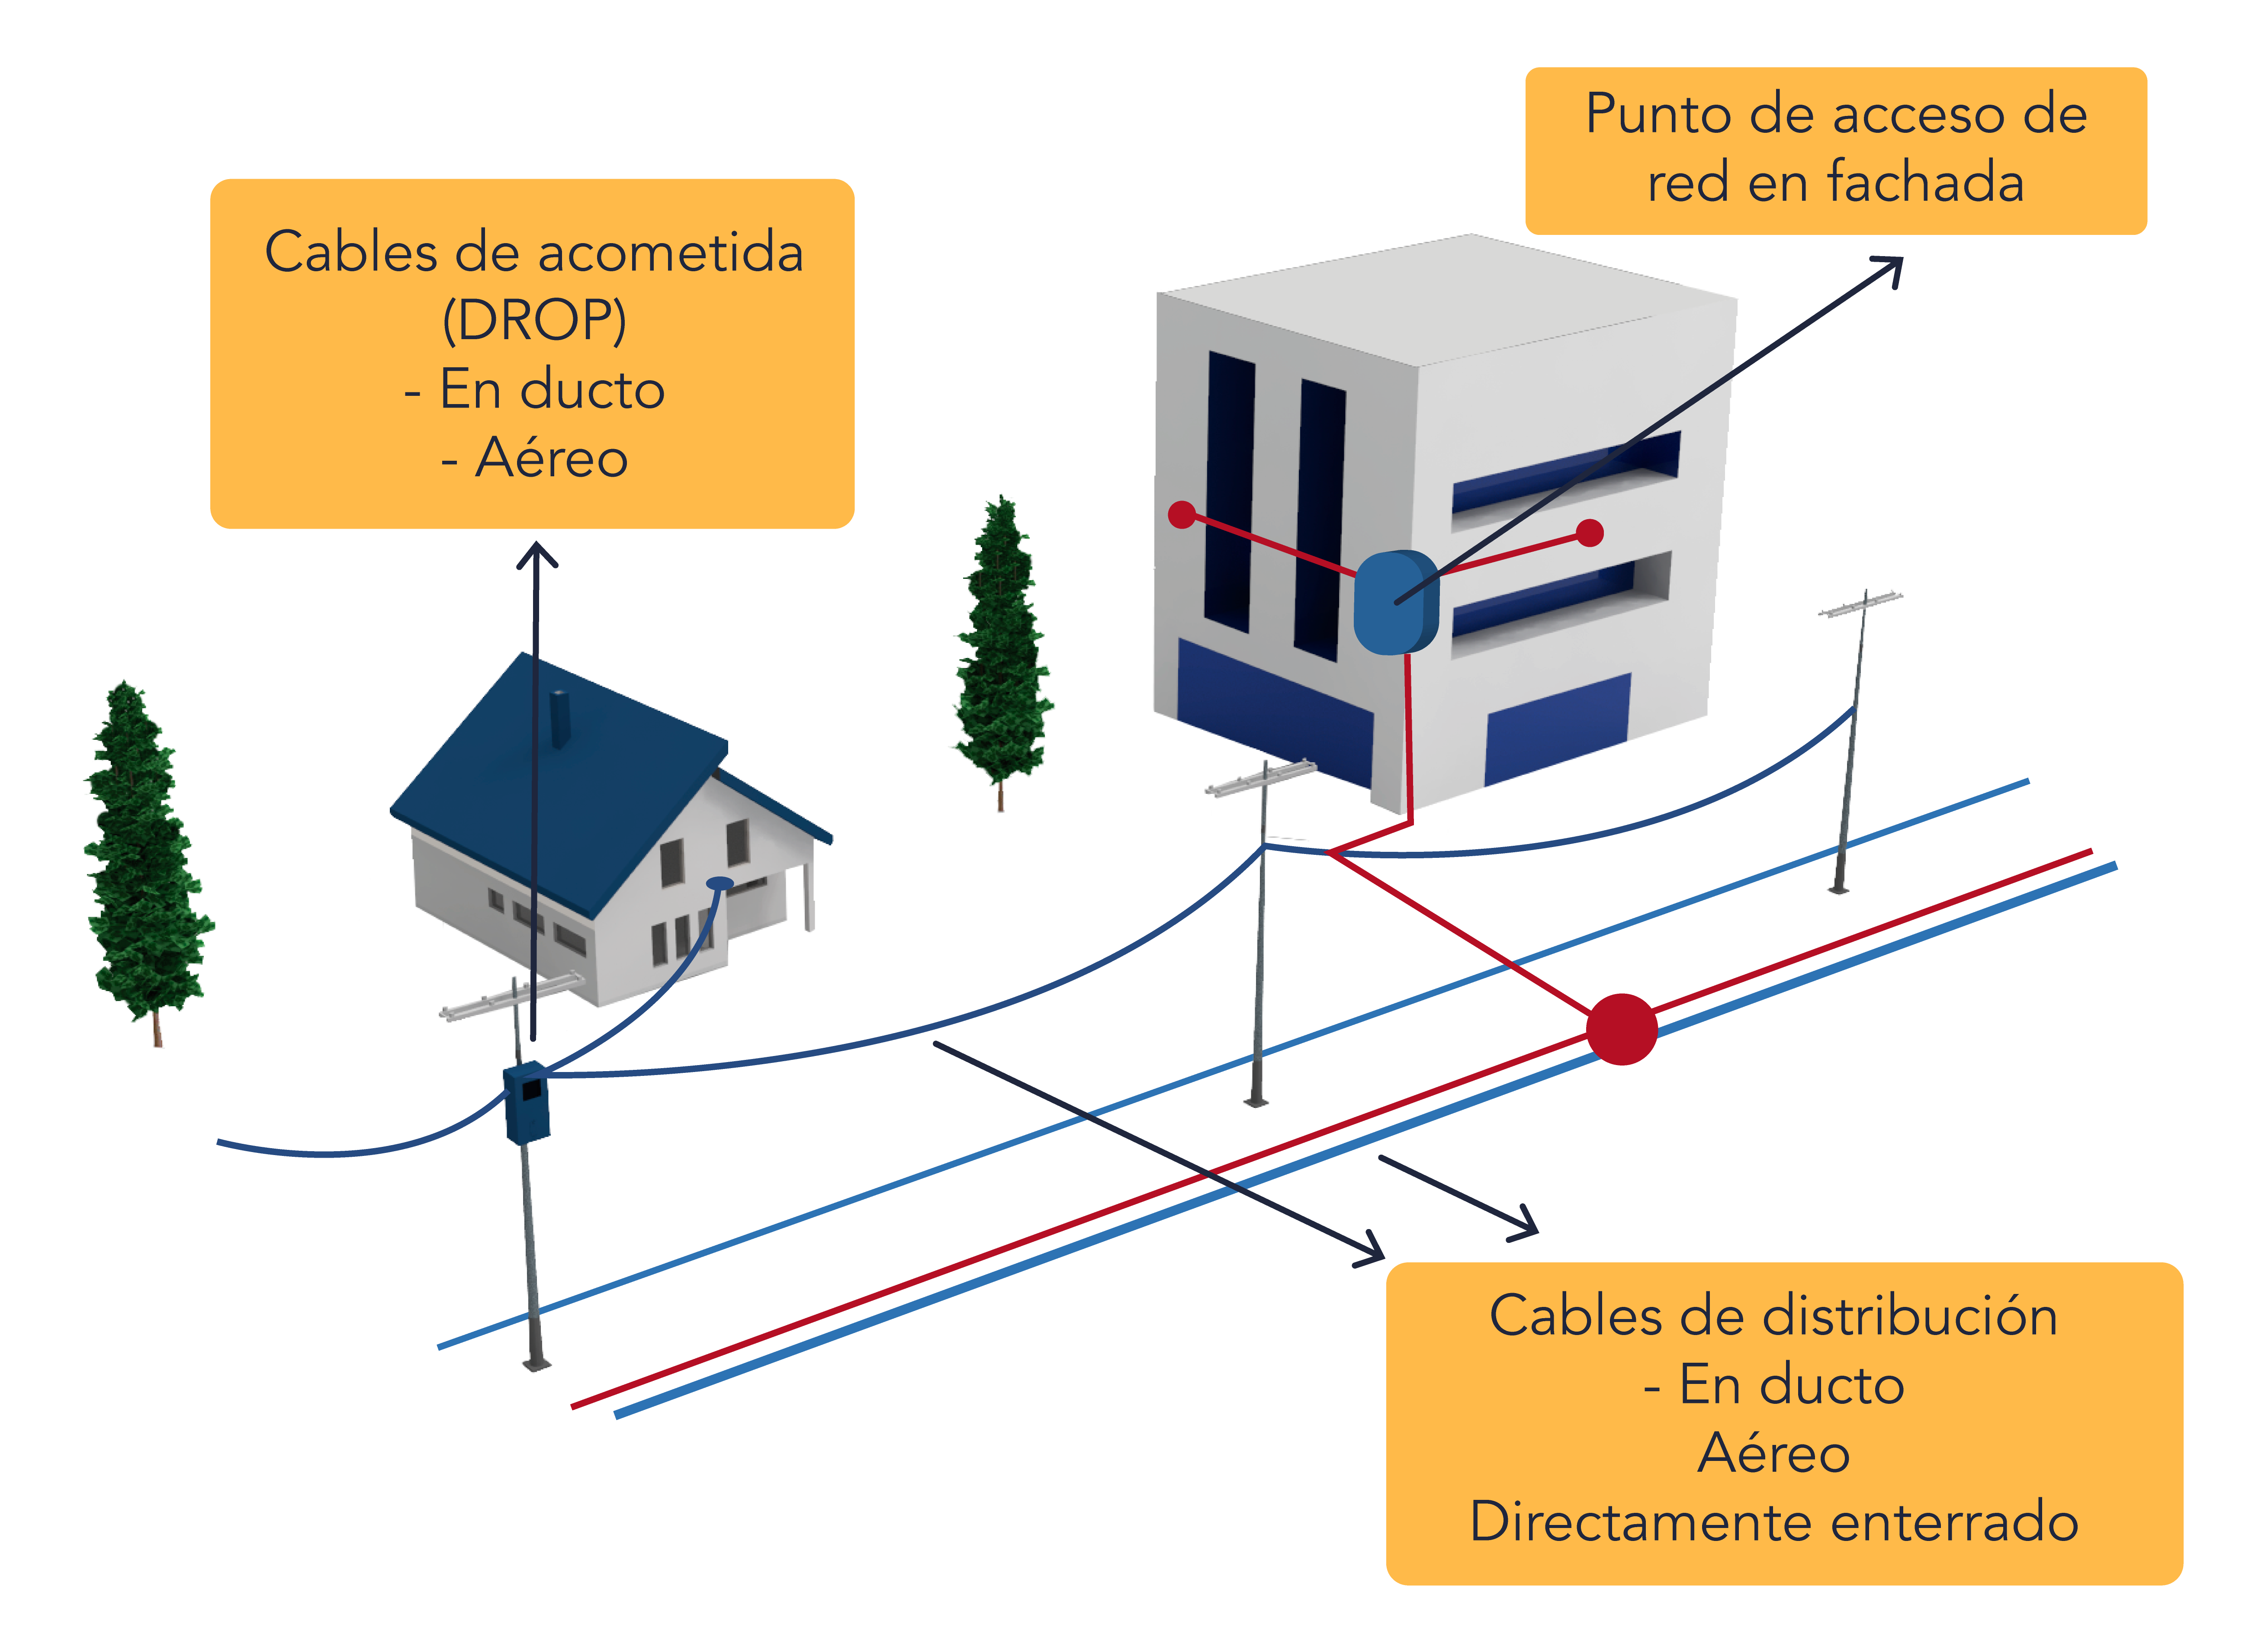 Punto de acceso de
red en fachada
Cables de acometida
(DROP)
- En ducto
- Aéreo
Cables de distribución
- En ducto
Aéreo
Directamente enterrado